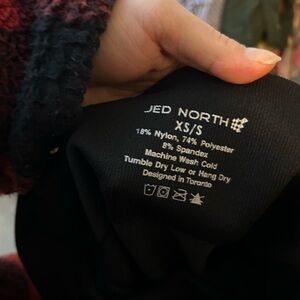 JED NORTH
XS/S
18% Nylon, 74% Polyester
8% Spandex
Machine Wash Cold
Tumble Dry Low or Hang Dry
Designed in Toronto